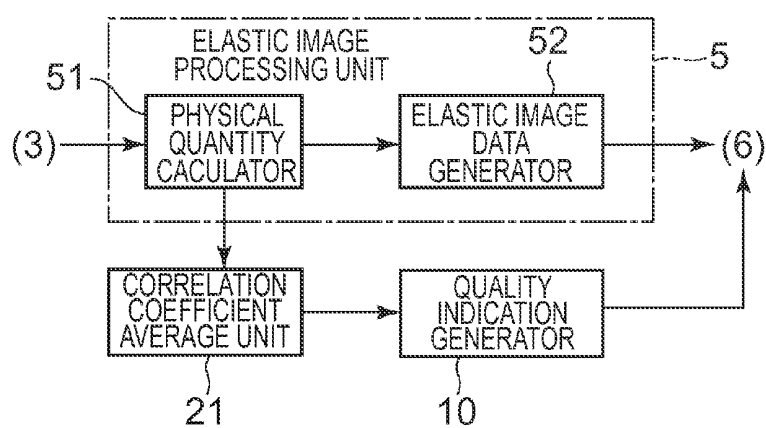 ELASTIC IMAGE
PROCESSING UNIT
52
5
51
(3)
PHYSICAL
QUANTITY
CACULATOR
ELASTIC IMAGE
DATA
GENERATOR
(6)
CORRELATION
COEFFICIENT
AVERAGE UNIT
QUALITY
INDICATION
GENERATOR
21
10